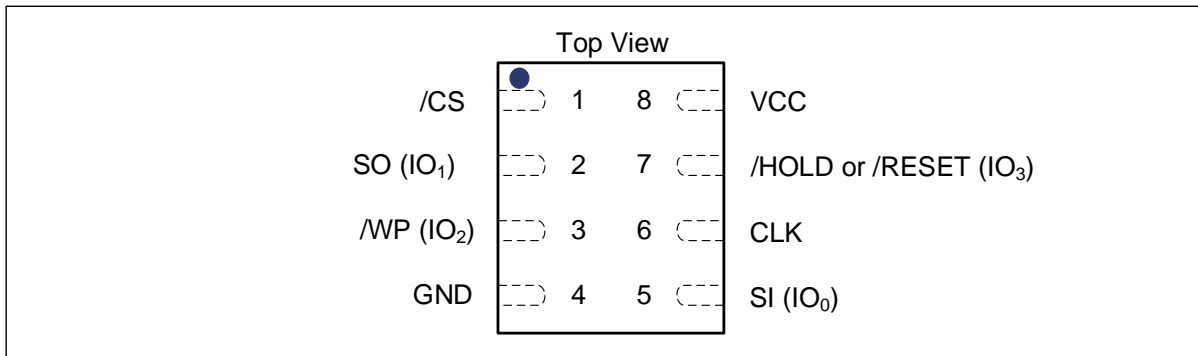 Top View
/CS 1 8 VCC
SO (IO₁) 2 7 /HOLD or /RESET (IO₃)
/WP (IO₂) 3 6 CLK
GND 4 5 SI (IO₀)